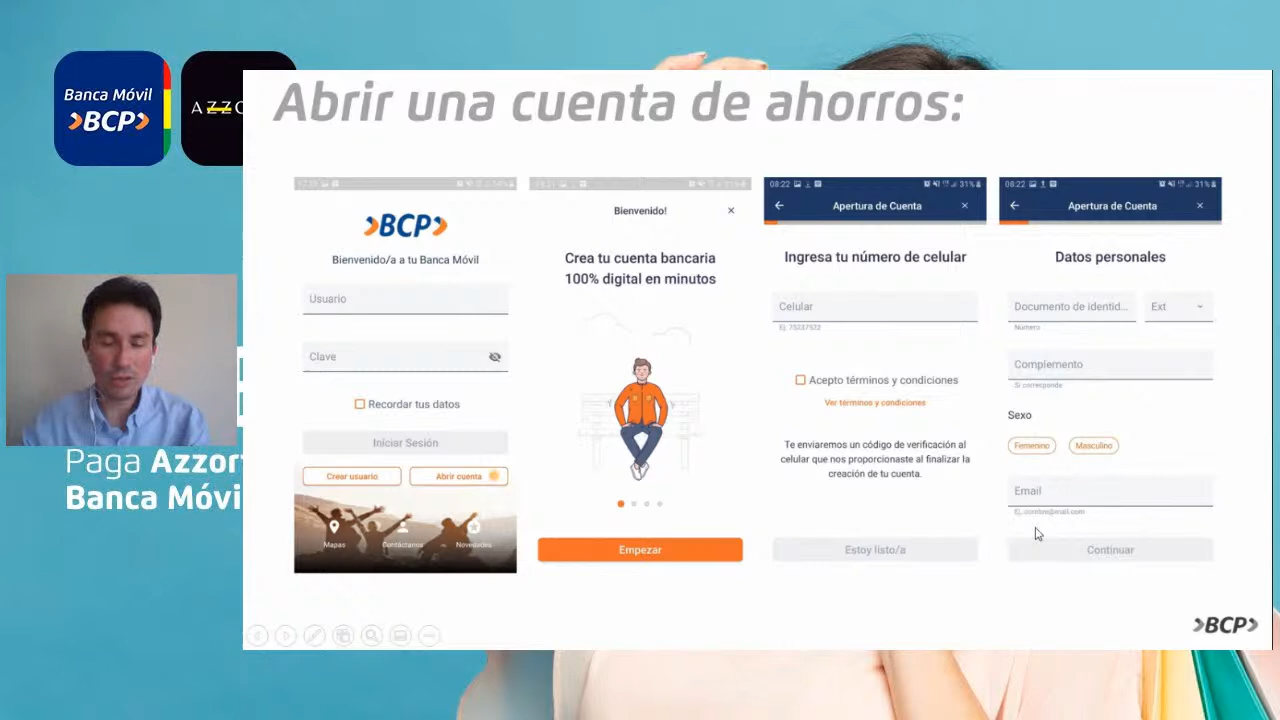 Banca Móvil
BCP
AZZO
Abrir una cuenta de ahorros:
BCP
Bienvenido/a a tu Banca Móvil
Usuario
Clave
Recordar tus datos
Iniciar Sesión
Crear usuario
Abrir cuenta
Mapas
Contáctanos
Novedades
Bienvenido!
Crea tu cuenta bancaria
100% digital en minutos
Empezar
08:22
31%
Apertura de Cuenta
Ingresa tu número de celular
Celular
Ej. 75237522
Acepto términos y condiciones
Ver términos y condiciones
Te enviaremos un código de verificación al
celular que nos proporcionaste al finalizar la
creación de tu cuenta.
Estoy listo/a
08:22
31%
Apertura de Cuenta
Datos personales
Documento de identid...
Ext
Número
Complemento
Si corresponde
Sexo
Femenino
Masculino
Email
Continuar
BCP
Paga Azzor
Banca Móvi